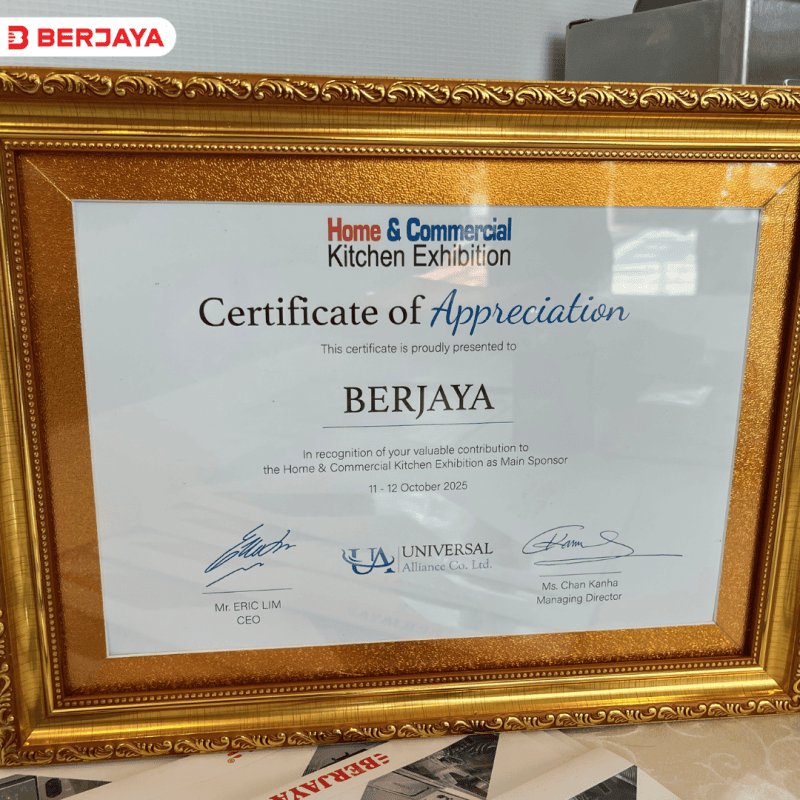 BERJAYA
Home & Commercial
Kitchen Exhibition
Certificate of Appreciation
This certificate is proudly presented to
BERJAYA
In recognition of your valuable contribution to
the Home & Commercial Kitchen Exhibition as Main Sponsor
11 - 12 October 2025
UA UNIVERSAL
Alliance Co. Ltd.
Mr. ERIC LIM
CEO
Ms. Chan Kanha
Managing Director
BERJAYA